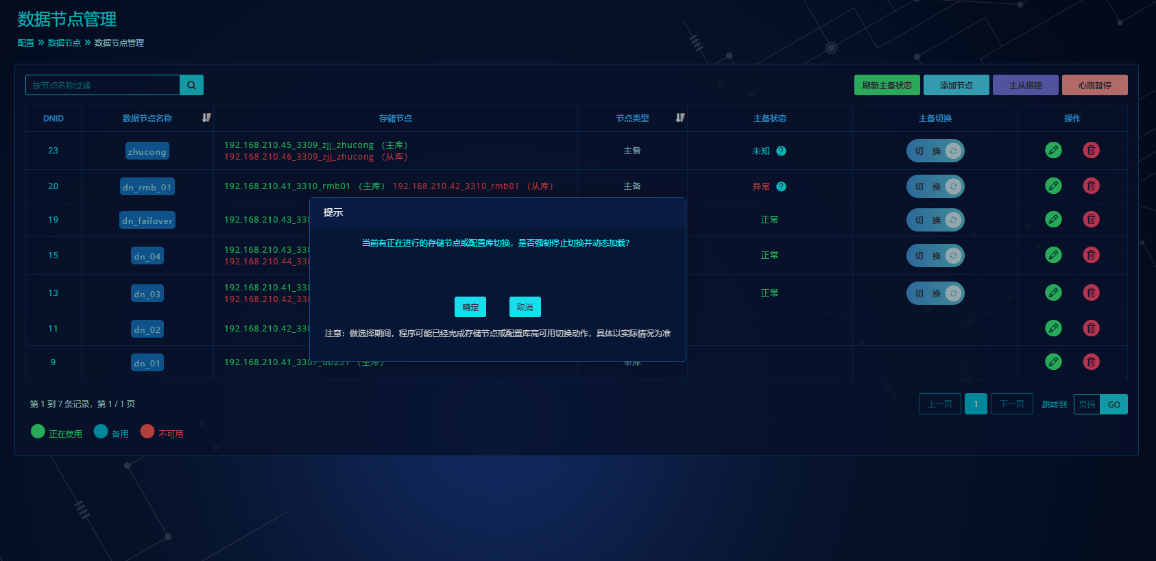 数据节点管理
配置 » 数据节点 » 数据节点管理
按节点名称过滤
刷新主备状态 添加节点 主从搭建 心跳暂停
DNID 数据节点名称 存储节点 节点类型 主备状态 主备切换 操作
23 zhucong 192.168.210.45_3309_zjj_zhucong （主库） 主备 未知 ? 切 换
192.168.210.46_3309_zjj_zhucong （从库）
20 dn_rmb_01 192.168.210.41_3310_rmb01 （主库） 192.168.210.42_3310_rmb01 （从库） 主备 异常 ? 切 换
19 dn_failover 192.168.210.43_33 正常 切 换
15 dn_04 192.168.210.43_33 正常 切 换
192.168.210.44_33
13 dn_03 192.168.210.41_33 正常 切 换
192.168.210.42_33
11 dn_02 192.168.210.42_33
9 dn_01 192.168.210.41_3307_db251 （主库） 单库
提示
当前有正在进行的存储节点或配置库切换，是否强制停止切换并动态加载？
确定 取消
注意：做选择期间，程序可能已经完成存储节点或配置库高可用切换动作，具体以实际情况为准
第 1 到 7 条记录，第 1 / 1 页
上一页 1 下一页 跳转到 页码 GO
正在使用 备用 不可用